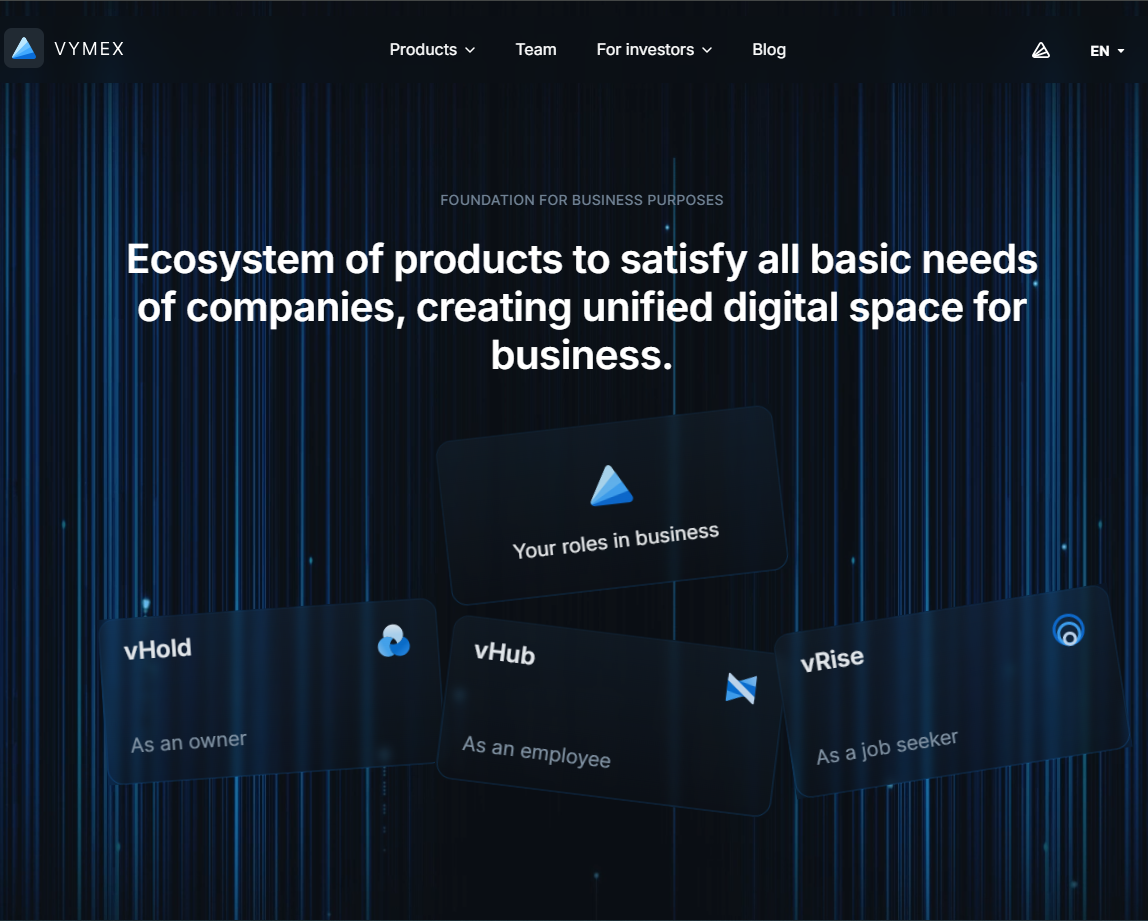 VYMEX
Products
Team
For investors
Blog
EN
FOUNDATION FOR BUSINESS PURPOSES
Ecosystem of products to satisfy all basic needs
of companies, creating unified digital space for
business.
Your roles in business
vHold
As an owner
vHub
As an employee
vRise
As a job seeker